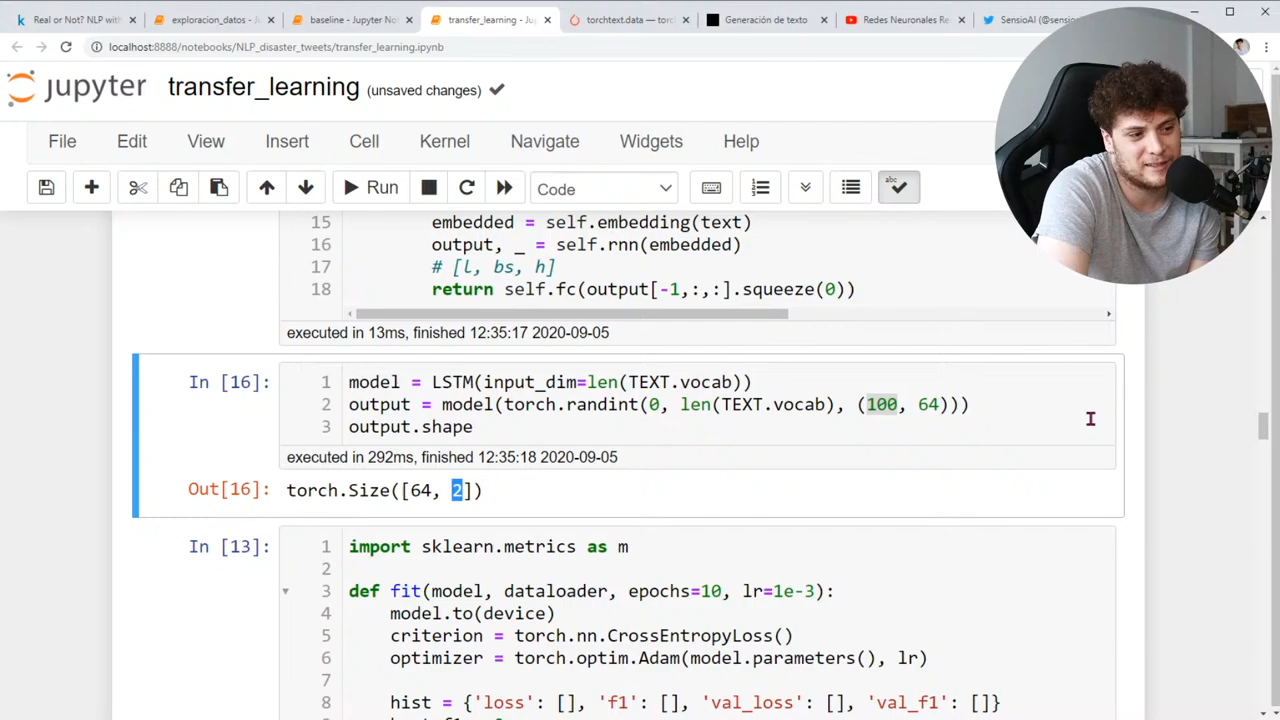 Real or Not? NLP with
exploracion_datos - Ju
baseline - Jupyter Not
transfer_learning - Jup
torchtext.data — torch
Generación de texto
Redes Neuronales Re
SensioAI (@sensio
localhost:8888/notebooks/NLP_disaster_tweets/transfer_learning.ipynb
jupyter transfer_learning (unsaved changes)
File Edit View Insert Cell Kernel Navigate Widgets Help
Run Code abc
15 embedded = self.embedding(text)
16 output, _ = self.rnn(embedded)
17 # [l, bs, h]
18 return self.fc(output[-1,:,:].squeeze(0))
executed in 13ms, finished 12:35:17 2020-09-05
In [16]: 1 model = LSTM(input_dim=len(TEXT.vocab))
2 output = model(torch.randint(0, len(TEXT.vocab), (100, 64)))
3 output.shape
executed in 292ms, finished 12:35:18 2020-09-05
Out[16]: torch.Size([64, 2])
In [13]: 1 import sklearn.metrics as m
2
3 def fit(model, dataloader, epochs=10, lr=1e-3):
4 model.to(device)
5 criterion = torch.nn.CrossEntropyLoss()
6 optimizer = torch.optim.Adam(model.parameters(), lr)
7
8 hist = {'loss': [], 'f1': [], 'val_loss': [], 'val_f1': []}